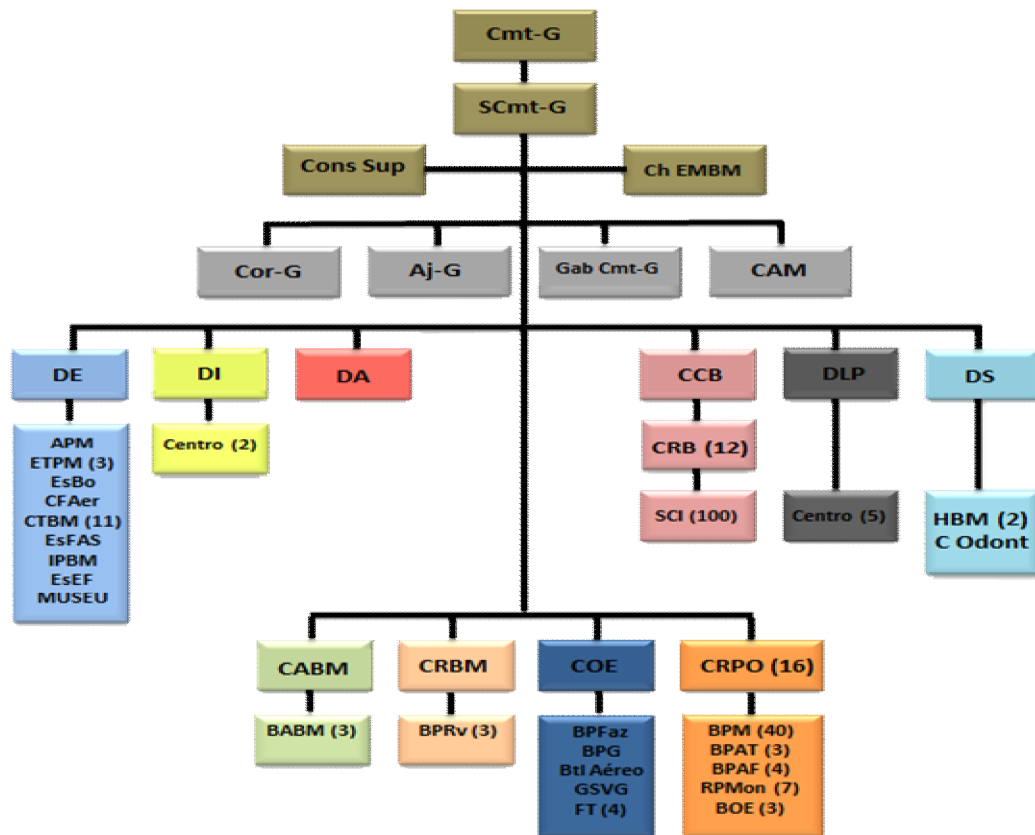 Cmt-G
SCmt-G
Cons Sup
Ch EMBM
Cor-G
Aj-G
Gab Cmt-G
CAM
DE
DI
DA
CCB
DLP
DS
APM
ETPM (3)
EsBo
CFAer
CTBM (11)
EsFAS
IPBM
EsEF
MUSEU
Centro (2)
CRB (12)
SCI (100)
Centro (5)
HBM (2)
C Odont
CABM
CRBM
COE
CRPO (16)
BABM (3)
BPRv (3)
BPFaz
BPG
Btl Aéreo
GSVG
FT (4)
BPM (40)
BPAT (3)
BPAF (4)
RPMon (7)
BOE (3)